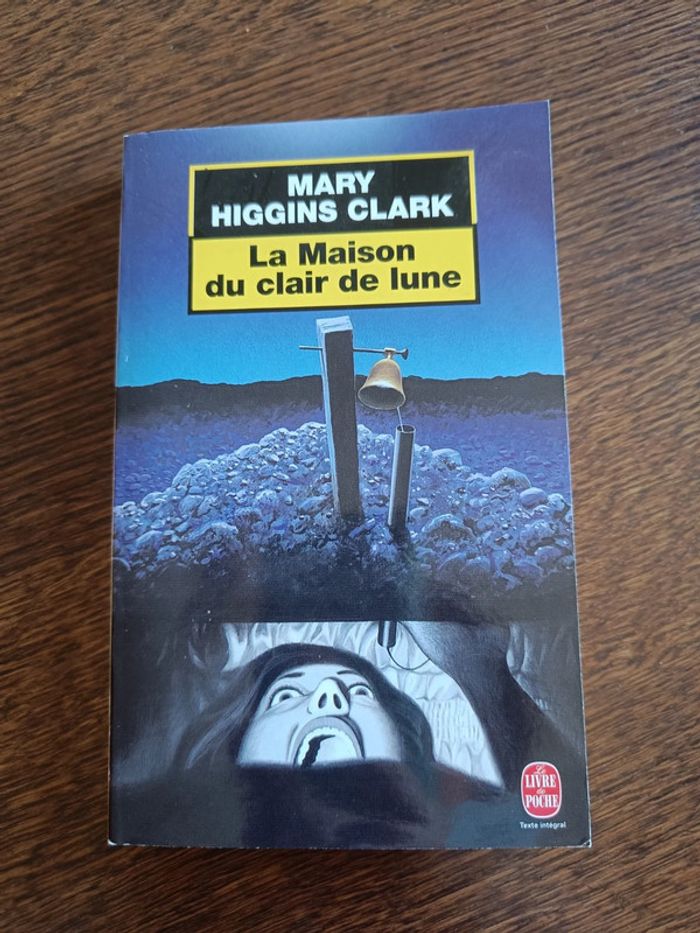 MARY
HIGGINS CLARK
La Maison
du clair de lune
Le
LIVRE
de
POCHE
Texte intégral